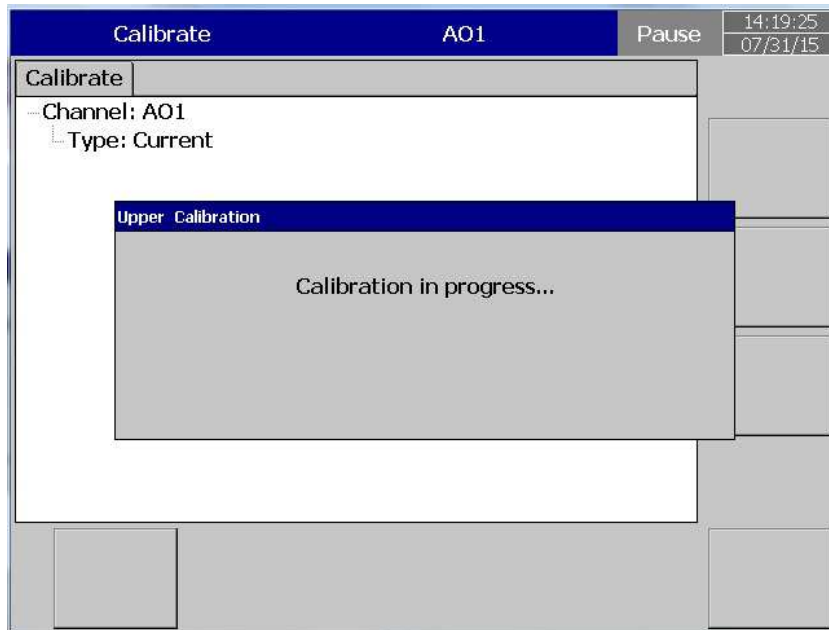 Calibrate AO1 Pause 14:19:25
07/31/15
Calibrate
Channel: AO1
Type: Current
Upper Calibration
Calibration in progress...